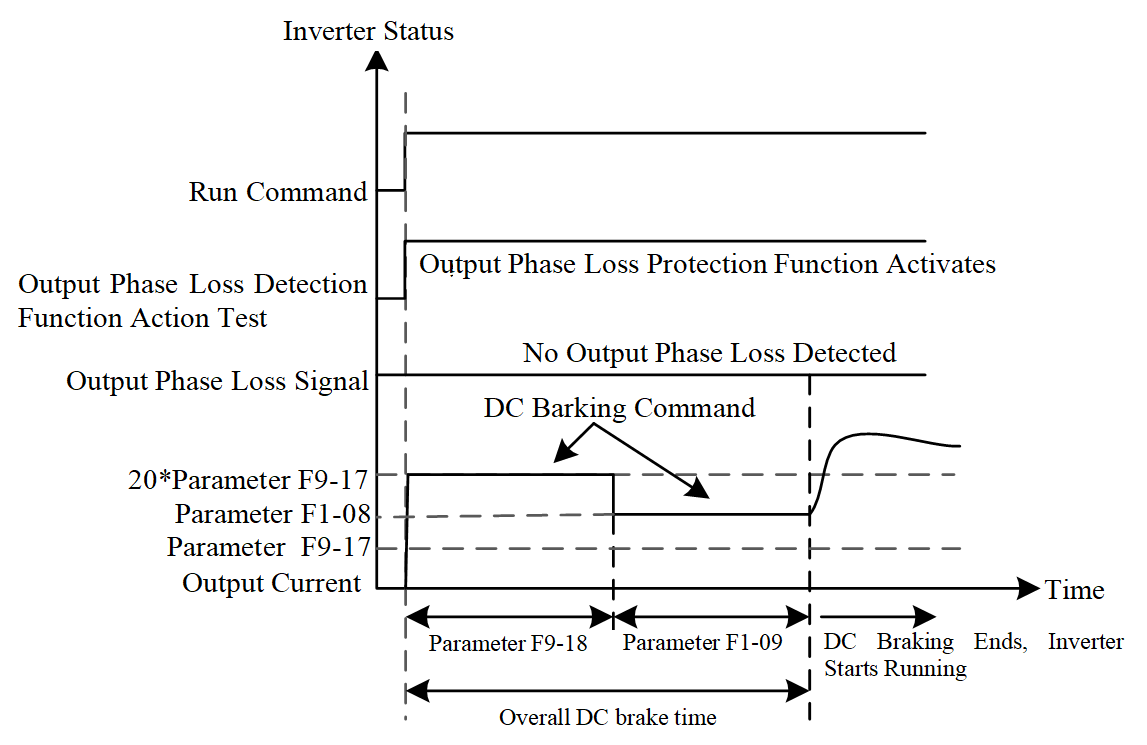 Inverter Status
Run Command
Output Phase Loss Protection Function Activates
Output Phase Loss Detection
Function Action Test
No Output Phase Loss Detected
Output Phase Loss Signal
DC Barking Command
20*Parameter F9-17
Parameter F1-08
Parameter F9-17
Output Current
Time
Parameter F9-18
Parameter F1-09
DC Braking Ends, Inverter
Starts Running
Overall DC brake time